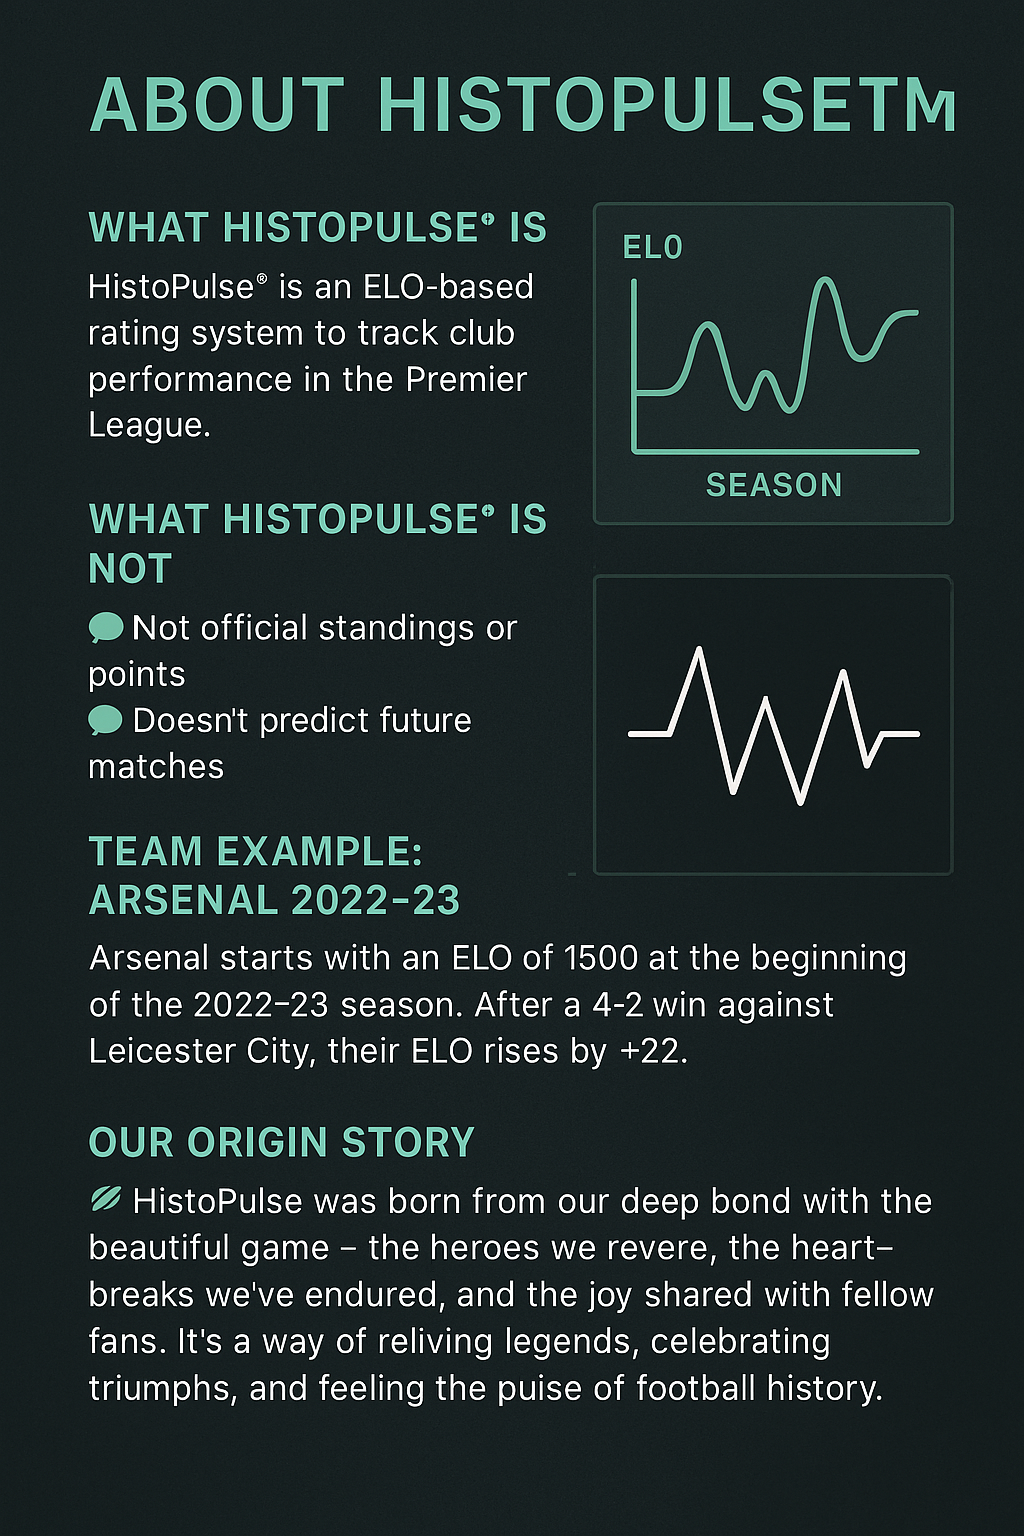 ABOUT HISTOPULSETM
WHAT HISTOPULSE® IS
HistoPulse® is an ELO-based
rating system to track club
performance in the Premier
League.
EL0
SEASON
WHAT HISTOPULSE® IS
NOT
Not official standings or
points
Doesn't predict future
matches
TEAM EXAMPLE:
ARSENAL 2022–23
Arsenal starts with an ELO of 1500 at the beginning
of the 2022–23 season. After a 4-2 win against
Leicester City, their ELO rises by +22.
OUR ORIGIN STORY
HistoPulse was born from our deep bond with the
beautiful game – the heroes we revere, the heart–
breaks we've endured, and the joy shared with fellow
fans. It's a way of reliving legends, celebrating
triumphs, and feeling the puise of football history.